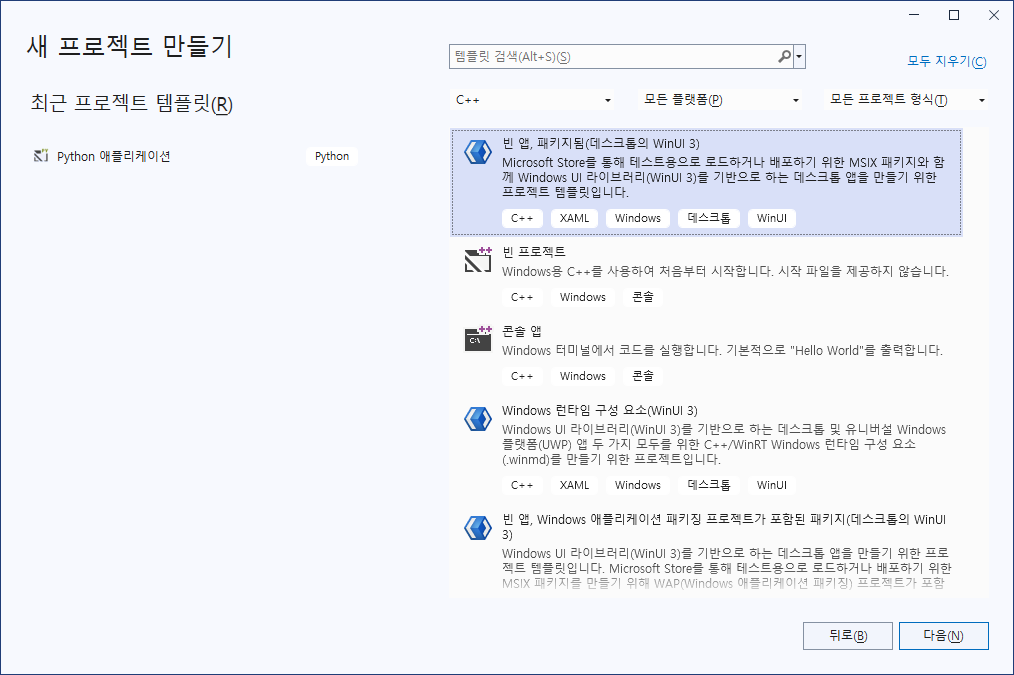 새 프로젝트 만들기
최근 프로젝트 템플릿(R)
Python 애플리케이션
Python
템플릿 검색(Alt+S)(S)
모두 지우기(C)
C++
모든 플랫폼(P)
모든 프로젝트 형식(T)
빈 앱, 패키지됨(데스크톱의 WinUI 3)
Microsoft Store를 통해 테스트용으로 로드하거나 배포하기 위한 MSIX 패키지와 함
께 Windows UI 라이브러리(WinUI 3)를 기반으로 하는 데스크톱 앱을 만들기 위한
프로젝트 템플릿입니다.
C++ XAML Windows 데스크톱 WinUI
빈 프로젝트
Windows용 C++를 사용하여 처음부터 시작합니다. 시작 파일을 제공하지 않습니다.
C++ Windows 콘솔
콘솔 앱
Windows 터미널에서 코드를 실행합니다. 기본적으로 "Hello World"를 출력합니다.
C++ Windows 콘솔
Windows 런타임 구성 요소(WinUI 3)
Windows UI 라이브러리(WinUI 3)를 기반으로 하는 데스크톱 및 유니버설 Windows
플랫폼(UWP) 앱 두 가지 모두를 위한 C++/WinRT Windows 런타임 구성 요소
(.winmd)를 만들기 위한 프로젝트입니다.
C++ XAML Windows 데스크톱 WinUI
빈 앱, Windows 애플리케이션 패키징 프로젝트가 포함된 패키지(데스크톱의 WinUI
3)
Windows UI 라이브러리(WinUI 3)를 기반으로 하는 데스크톱 앱을 만들기 위한 프로
젝트 템플릿입니다. Microsoft Store를 통해 테스트용으로 로드하거나 배포하기 위한
MSIX 패키지를 만들기 위해 WAP(Windows 애플리케이션 패키징) 프로젝트가 포함
뒤로(B)
다음(N)